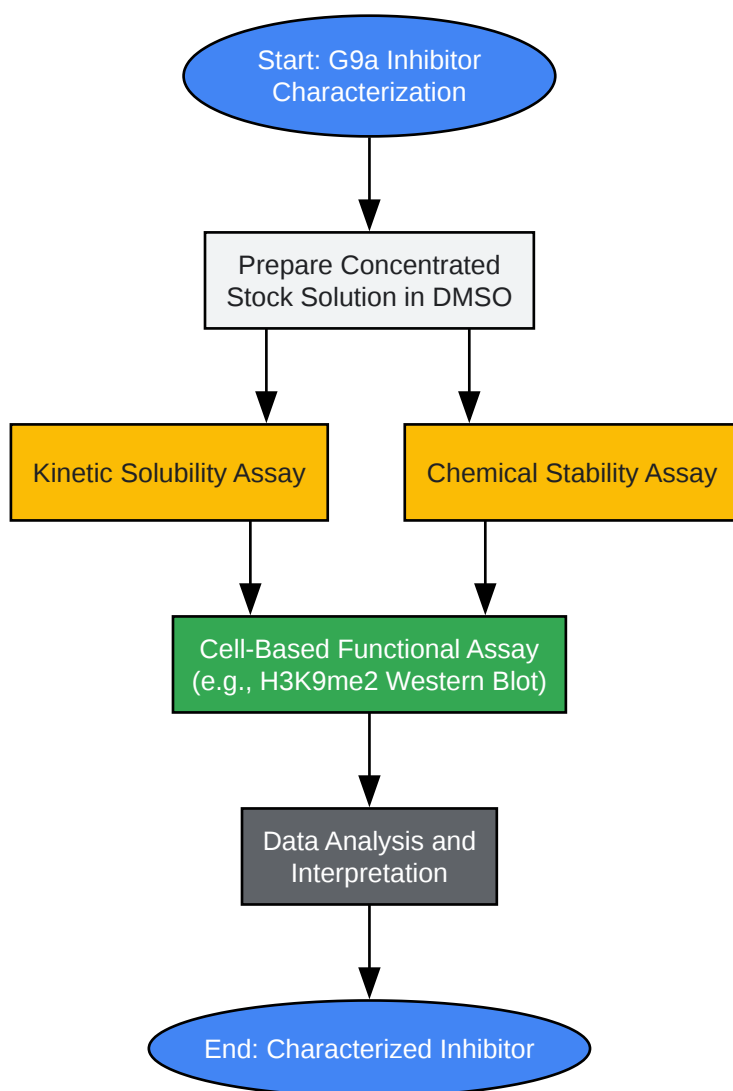 Start: G9a Inhibitor
Characterization
Prepare Concentrated
Stock Solution in DMSO
Kinetic Solubility Assay
Chemical Stability Assay
Cell-Based Functional Assay
(e.g., H3K9me2 Western Blot)
Data Analysis and
Interpretation
End: Characterized Inhibitor